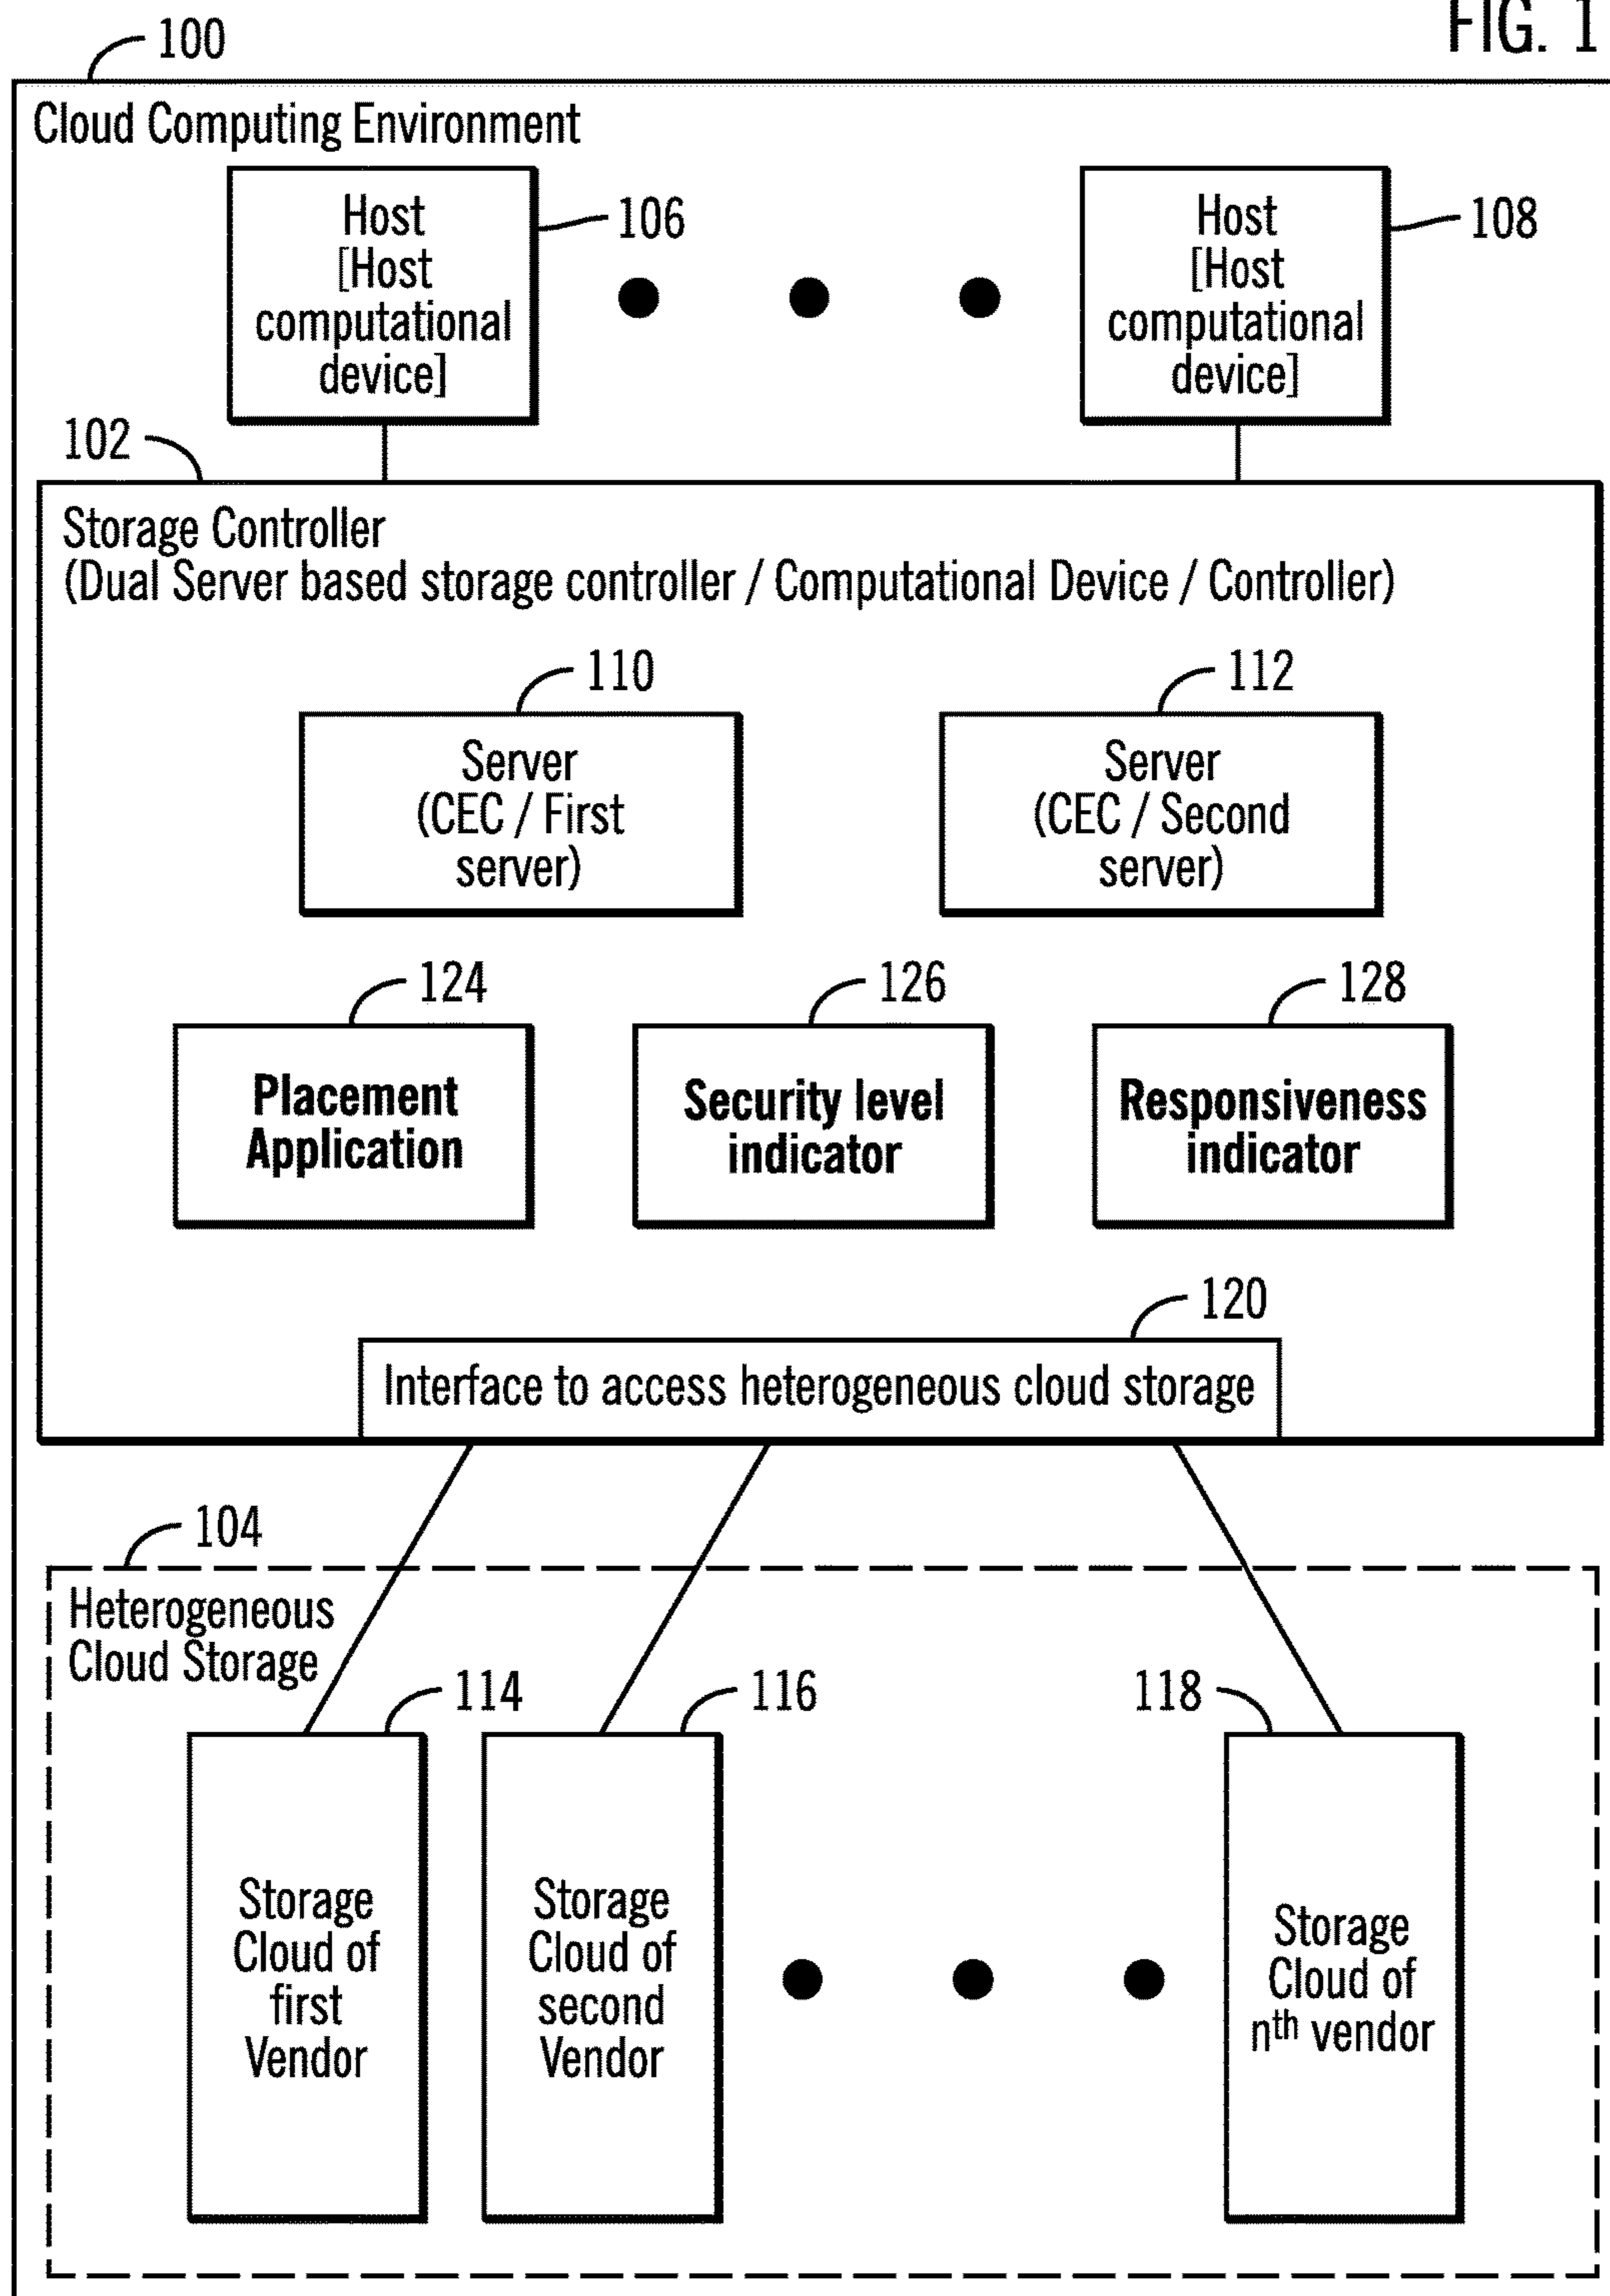 FIG. 1
100
Cloud Computing Environment
Host
[Host
computational
device]
106
Host
[Host
computational
device]
108
102
Storage Controller
(Dual Server based storage controller / Computational Device / Controller)
110
Server
(CEC / First
server)
112
Server
(CEC / Second
server)
124
Placement
Application
126
Security level
indicator
128
Responsiveness
indicator
120
Interface to access heterogeneous cloud storage
104
Heterogeneous
Cloud Storage
114
Storage
Cloud of
first
Vendor
116
Storage
Cloud of
second
Vendor
118
Storage
Cloud of
nth vendor